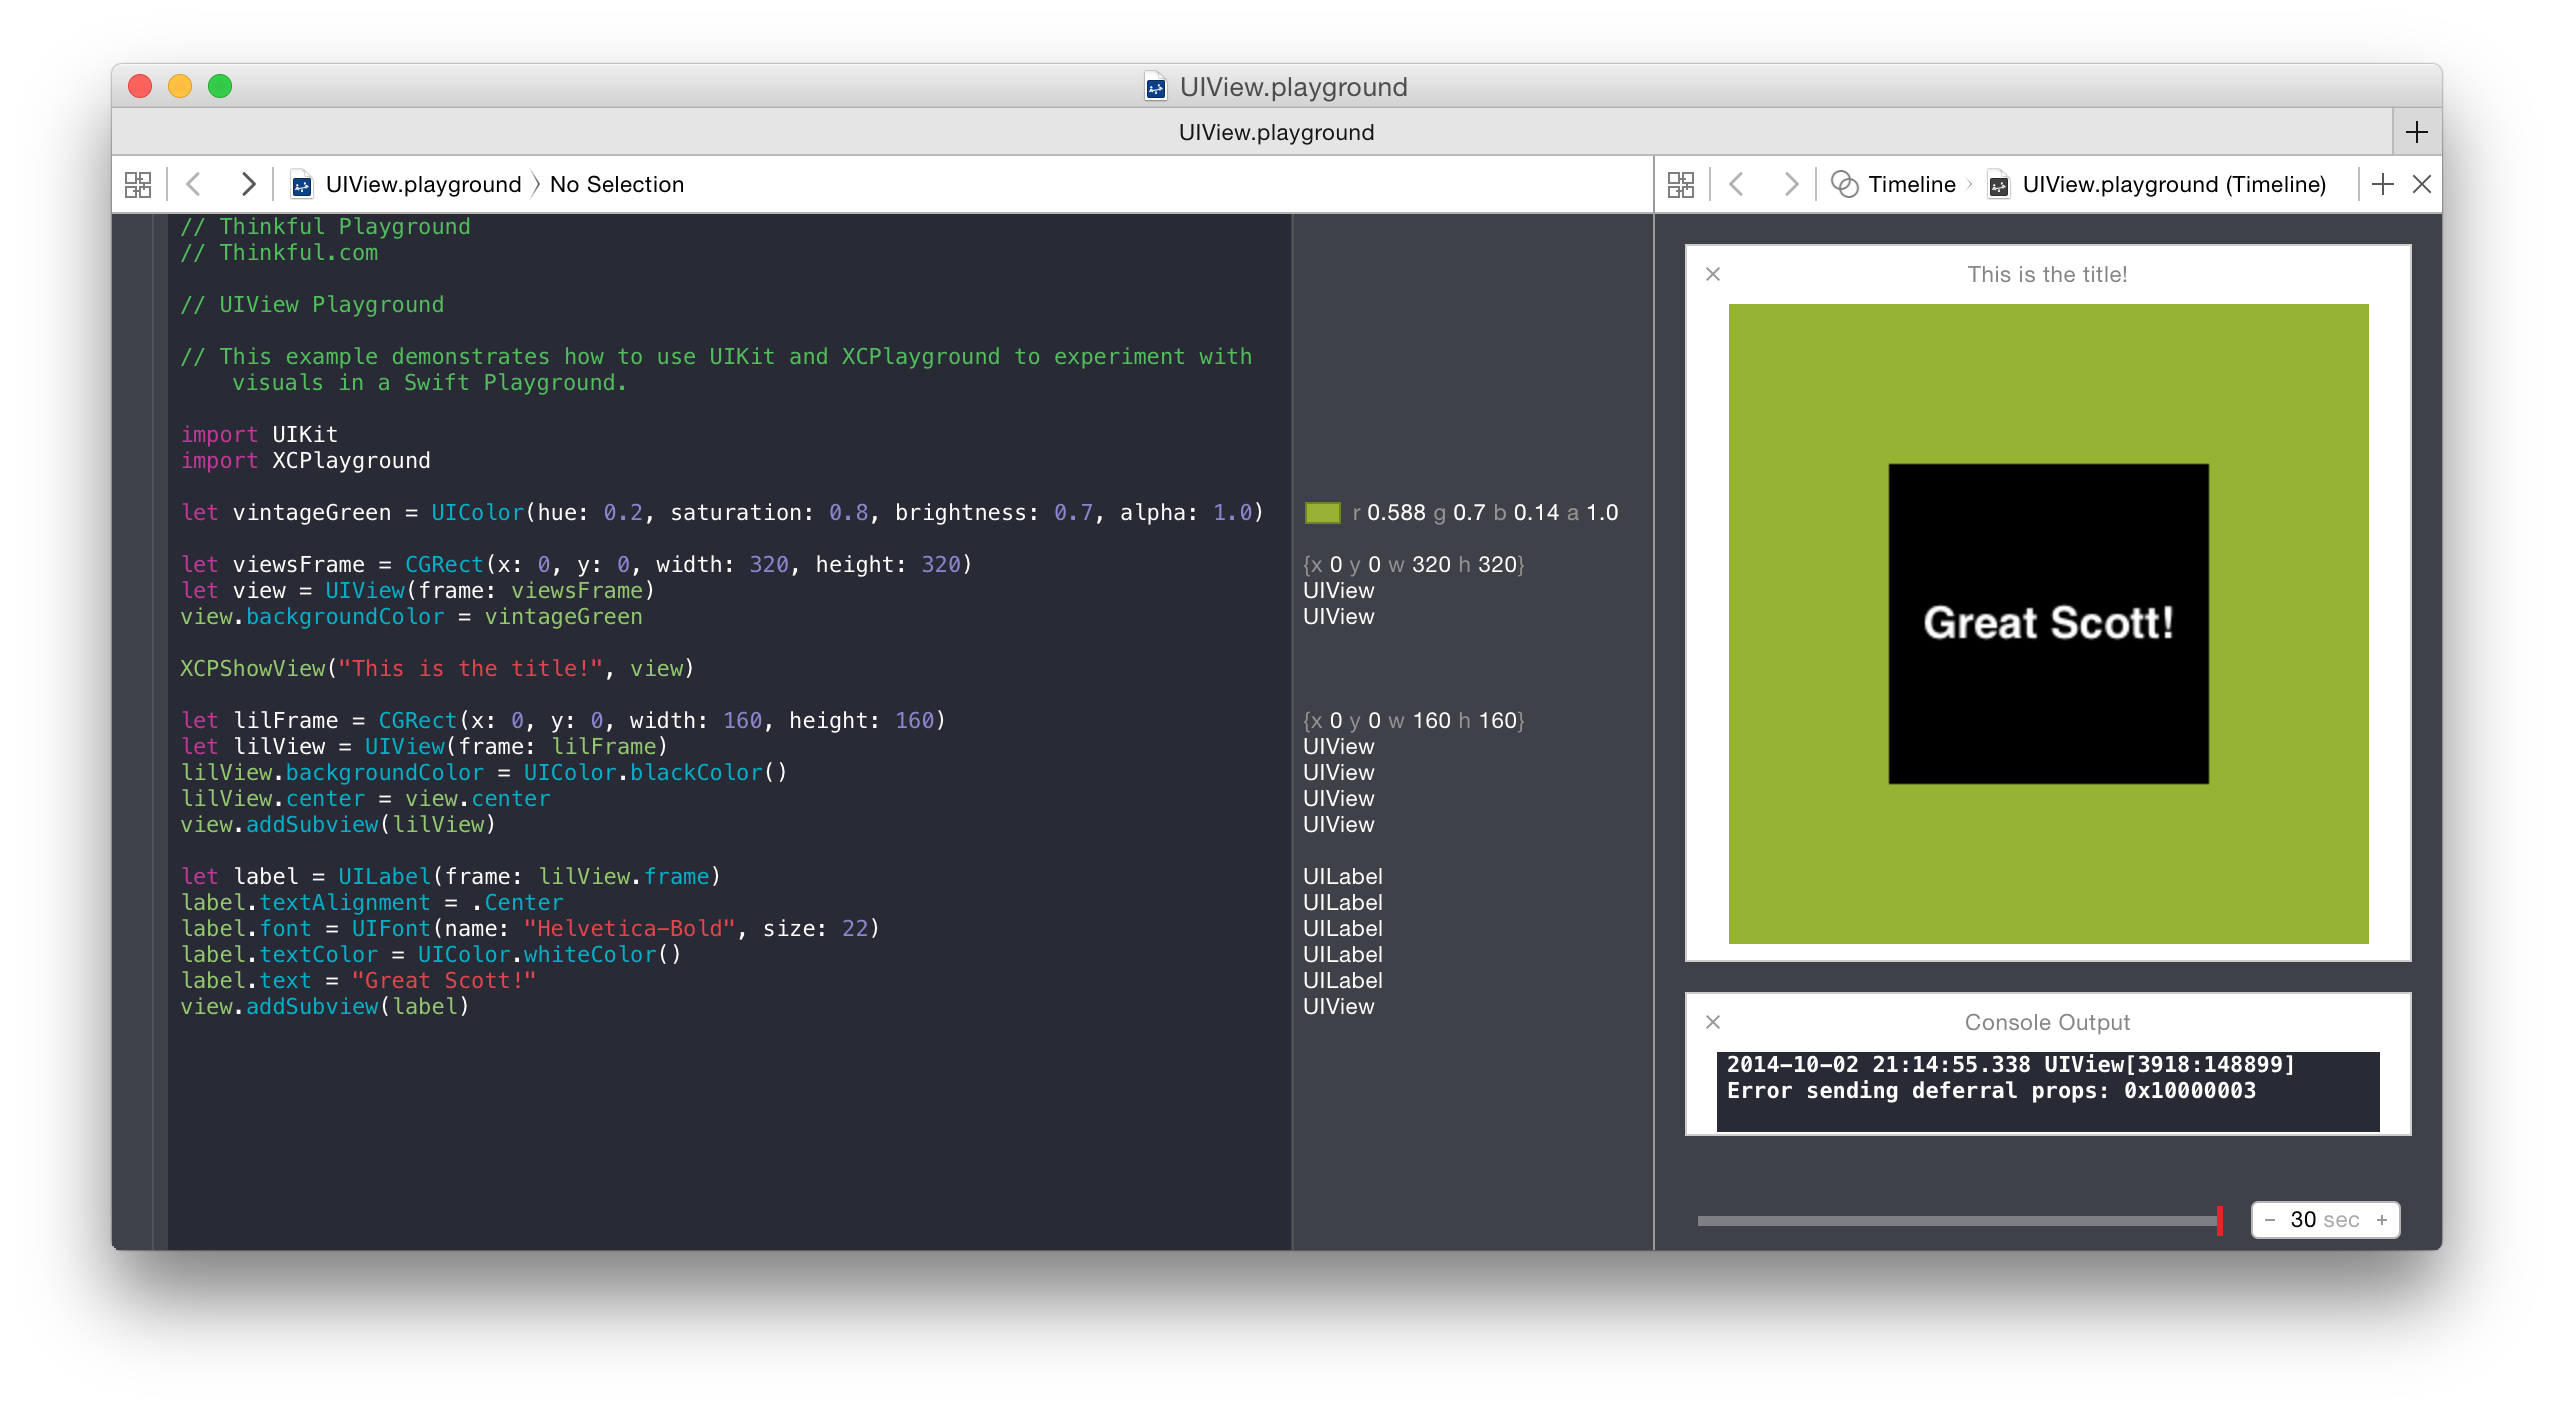 UIView.playground
UIView.playground
UIView.playground
No Selection
// Thinkful Playground
// Thinkful.com
// UIView Playground
// This example demonstrates how to use UIKit and XCPlayground to experiment with
visuals in a Swift Playground.
import UIKit
import XCPlayground
let vintageGreen = UIColor(hue: 0.2, saturation: 0.8, brightness: 0.7, alpha: 1.0)
let viewsFrame = CGRect(x: 0, y: 0, width: 320, height: 320)
let view = UIView(frame: viewsFrame)
view.backgroundColor = vintageGreen
XCPShowView("This is the title!", view)
let lilFrame = CGRect(x: 0, y: 0, width: 160, height: 160)
let lilView = UIView(frame: lilFrame)
lilView.backgroundColor = UIColor.blackColor()
lilView.center = view.center
view.addSubview(lilView)
let label = UILabel(frame: lilView.frame)
label.textAlignment = .Center
label.font = UIFont(name: "Helvetica-Bold", size: 22)
label.textColor = UIColor.whiteColor()
label.text = "Great Scott!"
view.addSubview(label)
r 0.588 g 0.7 b 0.14 a 1.0
{x 0 y 0 w 320 h 320}
UIView
UIView
{x 0 y 0 w 160 h 160}
UIView
UIView
UIView
UIView
UILabel
UILabel
UILabel
UILabel
UILabel
UIView
Timeline
UIView.playground (Timeline)
This is the title!
Great Scott!
Console Output
2014-10-02 21:14:55.338 UIView[3918:148899]
Error sending deferral props: 0x10000003
− 30 sec +